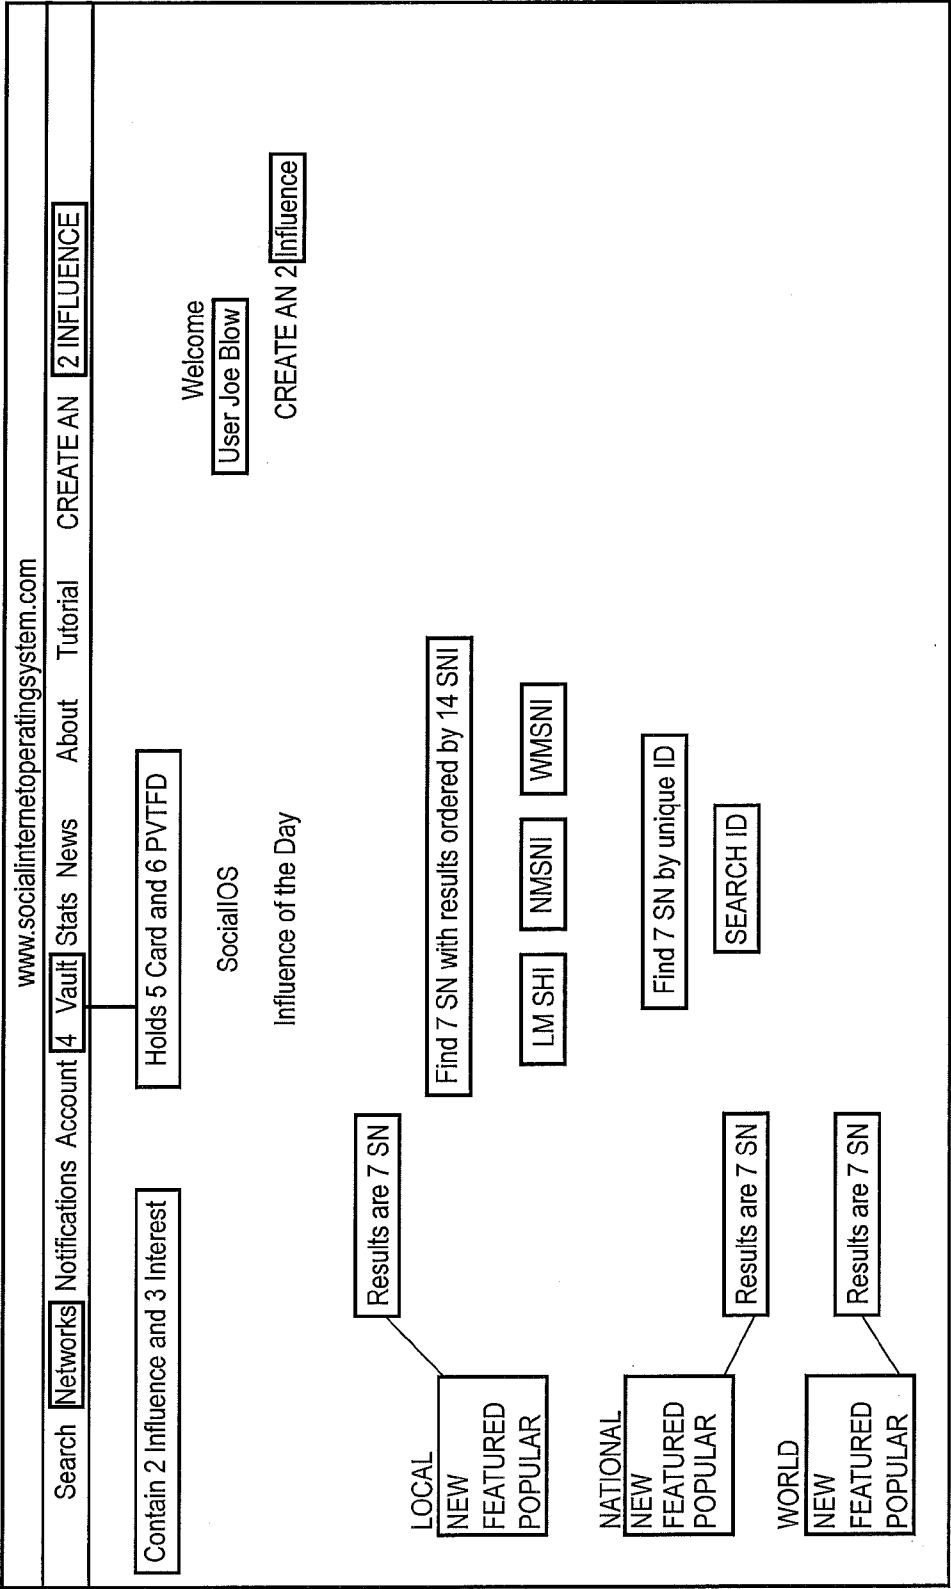 www.socialinternetoperatingsystem.com
Search Networks Notifications Account 4 Vault Stats News About Tutorial CREATE AN 2 INFLUENCE
Contain 2 Influence and 3 Interest
Holds 5 Card and 6 PVTFD
Welcome
User Joe Blow
SocialIOS
CREATE AN 2 Influence
Influence of the Day
Results are 7 SN
LOCAL
NEW
FEATURED
POPULAR
Find 7 SN with results ordered by 14 SNI
LM SHI
NMSNI
WMSNI
NATIONAL
NEW
FEATURED
POPULAR
Results are 7 SN
Find 7 SN by unique ID
SEARCH ID
WORLD
NEW
FEATURED
POPULAR
Results are 7 SN